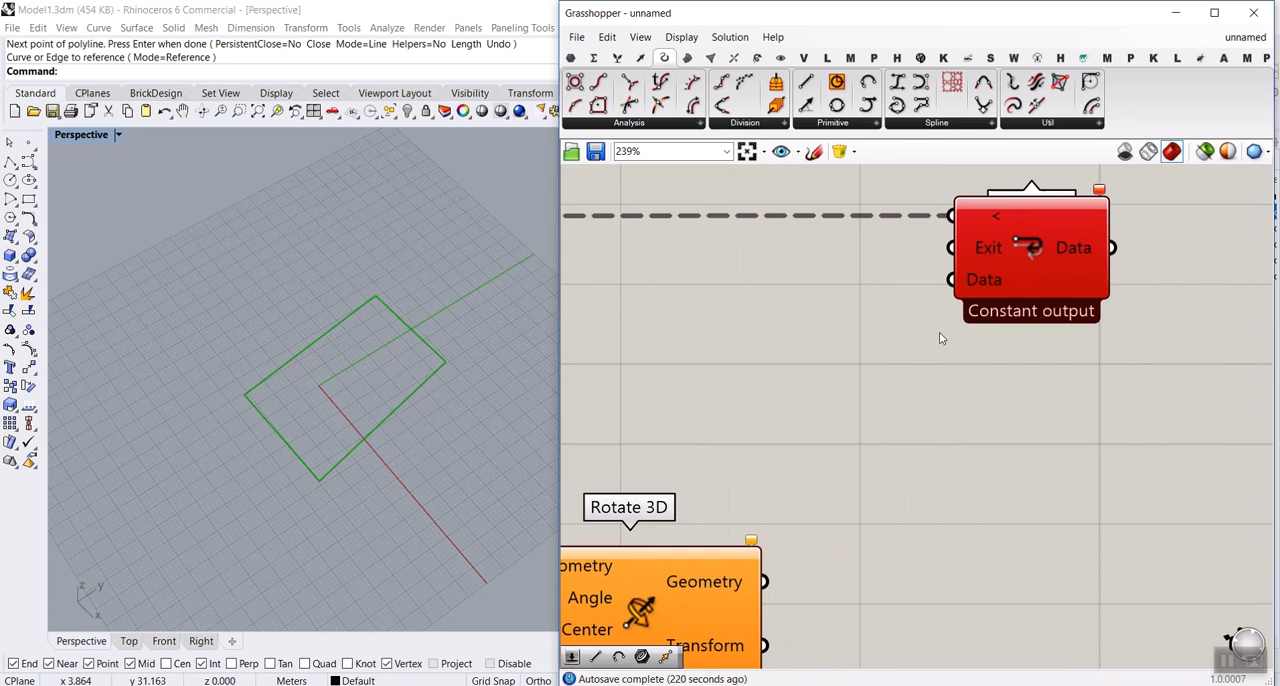 Model1.3dm (454 KB) - Rhinoceros 6 Commercial - [Perspective]
File Edit View Curve Surface Solid Mesh Dimension Transform Tools Analyze Render Panels Paneling Tools
Next point of polyline. Press Enter when done ( PersistentClose=No Close Mode=Line Helpers=No Length Undo )
Curve or Edge to reference ( Mode=Reference )
Command:
Standard CPlanes BrickDesign Set View Display Select Viewport Layout Visibility Transform
Perspective
z y
x
Perspective Top Front Right
End Near Point Mid Cen Int Perp Tan Quad Knot Vertex Project Disable
CPlane x 3.864 y 31.163 z 0.000 Meters Default Grid Snap Ortho
Grasshopper - unnamed
File Edit View Display Solution Help unnamed
V L M P H K S W H M P K L A M P
Analysis Division Primitive Spline Util
239%
<
Exit Data
Data
Constant output
Rotate 3D
ometry
Geometry
Angle
Center
Transform
Autosave complete (220 seconds ago) 1.0.0007